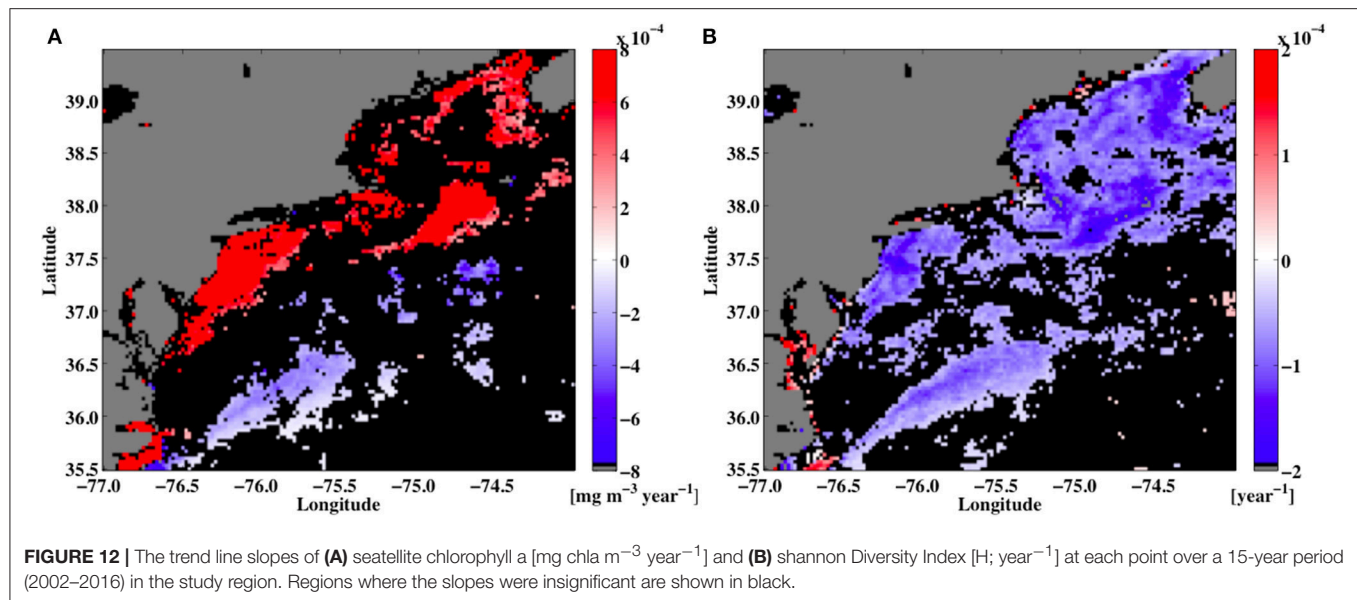 A
B
x 10⁻⁴
x 10⁻⁴
8
6
4
2
0
−2
−4
−6
−8
2
1
0
−1
−2
39.0
38.5
38.0
37.5
37.0
36.5
36.0
35.5
39.0
38.5
38.0
37.5
37.0
36.5
36.0
35.5
Latitude
Latitude
−77.0 −76.5 −76.0 −75.5 −75.0 −74.5
−77.0 −76.5 −76.0 −75.5 −75.0 −74.5
Longitude
[mg m⁻³ year⁻¹]
Longitude
[year⁻¹]
FIGURE 12 | The trend line slopes of (A) seatellite chlorophyll a [mg chla m⁻³ year⁻¹] and (B) shannon Diversity Index [H; year⁻¹] at each point over a 15-year period
(2002–2016) in the study region. Regions where the slopes were insignificant are shown in black.